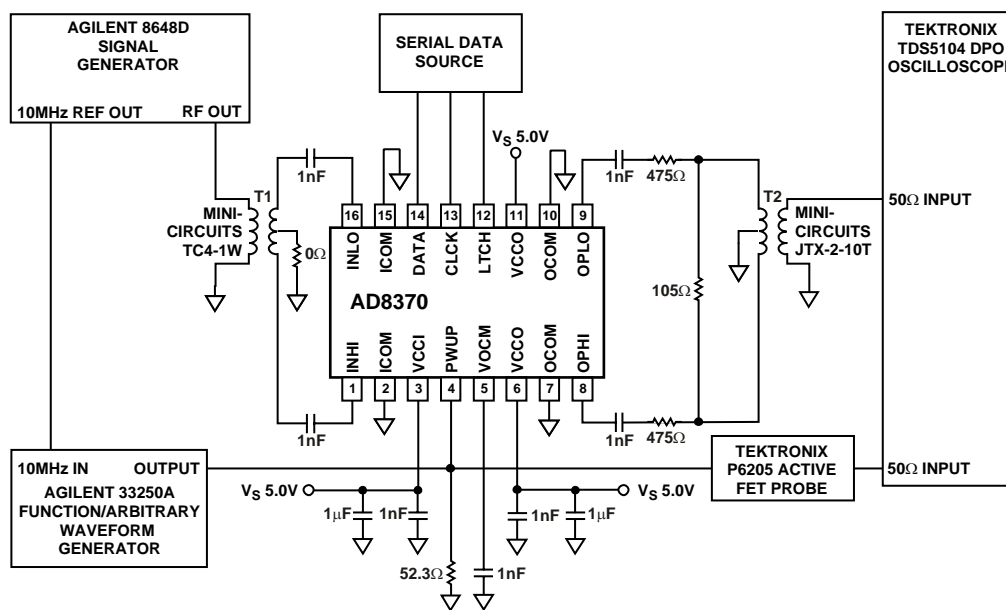 AGILENT 8648D
SIGNAL
GENERATOR
10MHz REF OUT RF OUT
SERIAL DATA
SOURCE
TEKTRONIX
TDS5104 DPO
OSCILLOSCOPE
VS 5.0V
1nF
1nF
475Ω
T1
T2
MINI-
CIRCUITS
TC4-1W
0Ω
16 15 14 13 12 11 10 9
INLO ICOM DATA CLCK LTCH VCCO OCOM OPLO
MINI-
CIRCUITS
JTX-2-10T
50Ω INPUT
AD8370
105Ω
INHI ICOM VCCI PWUP VOCM VCCO OCOM OPHI
1 2 3 4 5 6 7 8
1nF
1nF
475Ω
10MHz IN OUTPUT
AGILENT 33250A
FUNCTION/ARBITRARY
WAVEFORM
GENERATOR
TEKTRONIX
P6205 ACTIVE
FET PROBE
50Ω INPUT
VS 5.0V
VS 5.0V
1μF
1nF
1nF
1μF
52.3Ω
1nF